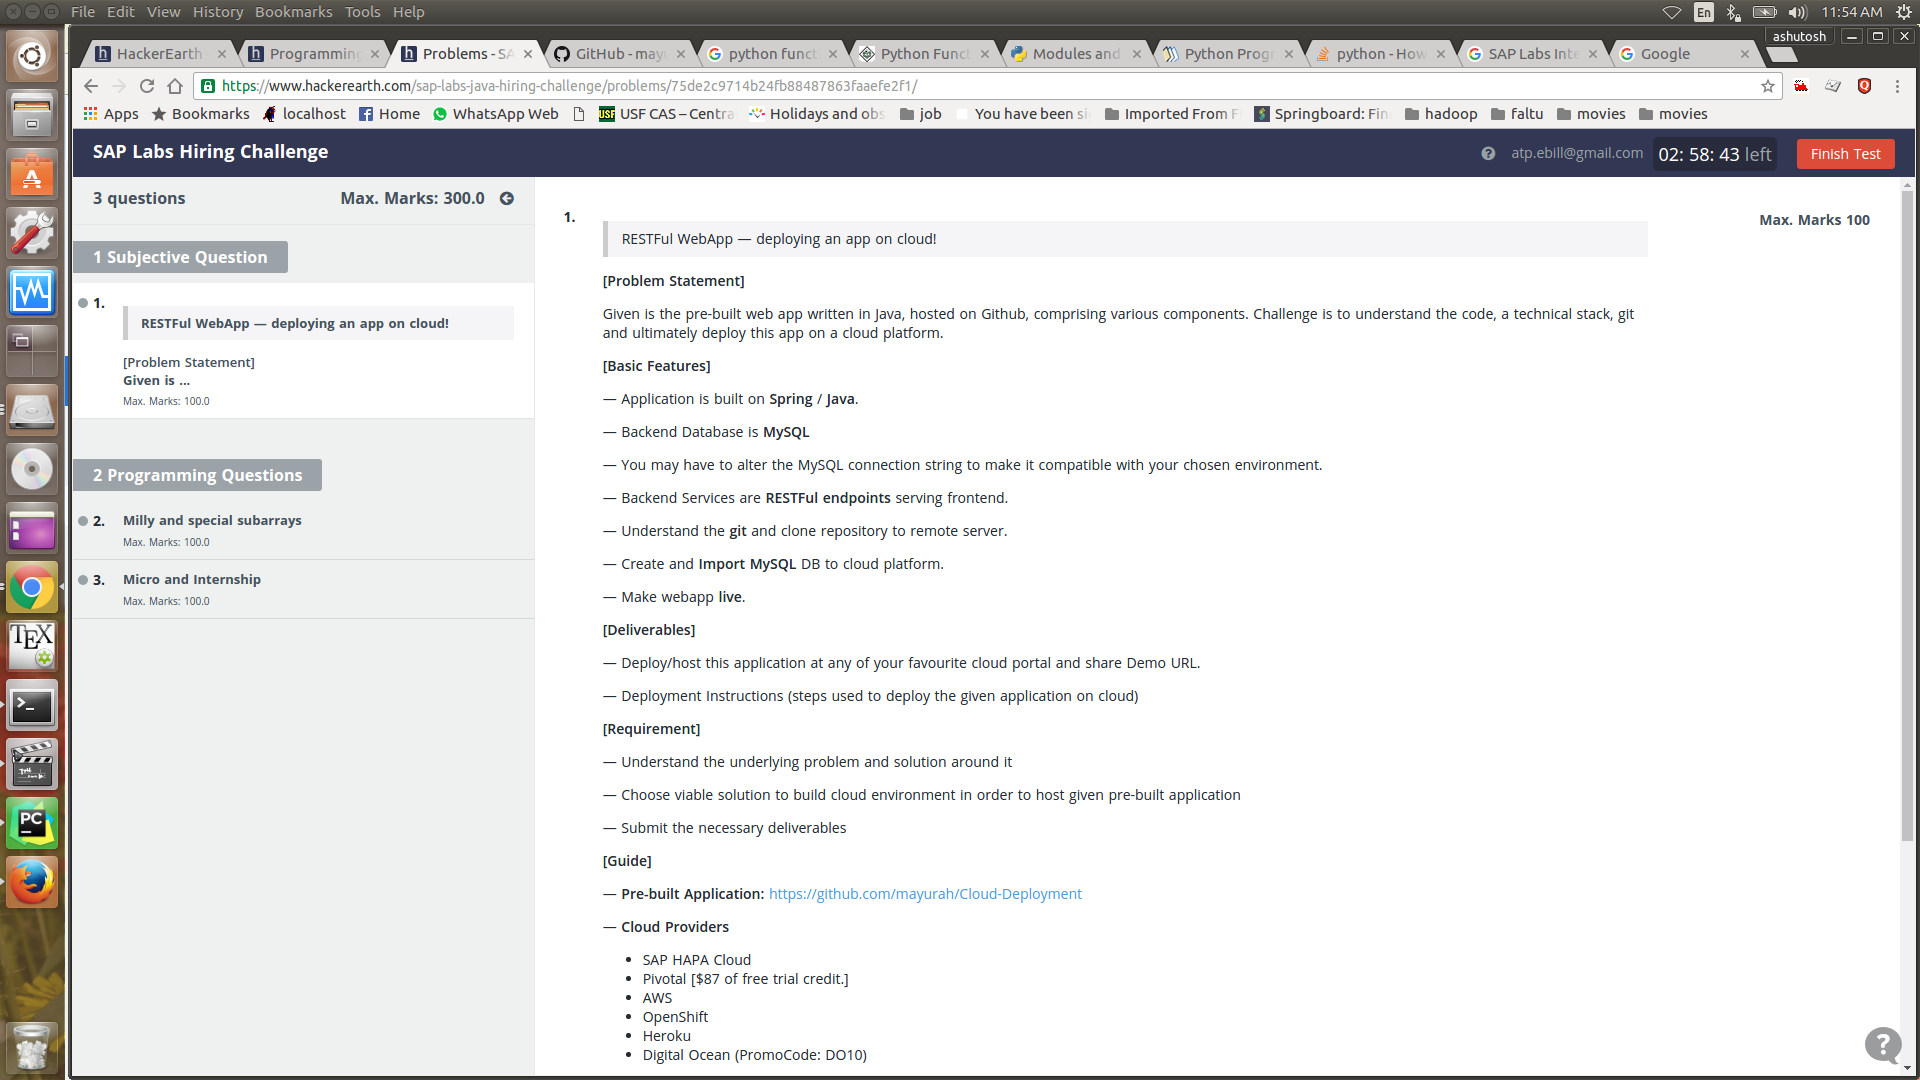 File Edit View History Bookmarks Tools Help
En
11:54 AM
HackerEarth
Programming
Problems - SA
GitHub - may
python funct
Python Funct
Modules and
Python Prog
python - How
SAP Labs Inte
Google
ashutosh
https://www.hackerearth.com/sap-labs-java-hiring-challenge/problems/75de2c9714b24fb88487863faaefe2f1/
Apps
Bookmarks
localhost
Home
WhatsApp Web
USF CAS – Centra
Holidays and obs
job
You have been si
Imported From F
Springboard: Fin
hadoop
faltu
movies
movies
SAP Labs Hiring Challenge
atp.ebill@gmail.com
02: 58: 43 left
Finish Test
3 questions
Max. Marks: 300.0
1 Subjective Question
1.
RESTFul WebApp — deploying an app on cloud!
[Problem Statement]
Given is ...
Max. Marks: 100.0
2 Programming Questions
2. Milly and special subarrays
Max. Marks: 100.0
3. Micro and Internship
Max. Marks: 100.0
1.
Max. Marks 100
RESTFul WebApp — deploying an app on cloud!
[Problem Statement]
Given is the pre-built web app written in Java, hosted on Github, comprising various components. Challenge is to understand the code, a technical stack, git
and ultimately deploy this app on a cloud platform.
[Basic Features]
— Application is built on Spring / Java.
— Backend Database is MySQL
— You may have to alter the MySQL connection string to make it compatible with your chosen environment.
— Backend Services are RESTFul endpoints serving frontend.
— Understand the git and clone repository to remote server.
— Create and Import MySQL DB to cloud platform.
— Make webapp live.
[Deliverables]
— Deploy/host this application at any of your favourite cloud portal and share Demo URL.
— Deployment Instructions (steps used to deploy the given application on cloud)
[Requirement]
— Understand the underlying problem and solution around it
— Choose viable solution to build cloud environment in order to host given pre-built application
— Submit the necessary deliverables
[Guide]
— Pre-built Application: https://github.com/mayurah/Cloud-Deployment
— Cloud Providers
• SAP HAPA Cloud
• Pivotal [$87 of free trial credit.]
• AWS
• OpenShift
• Heroku
• Digital Ocean (PromoCode: DO10)
TEX
PC